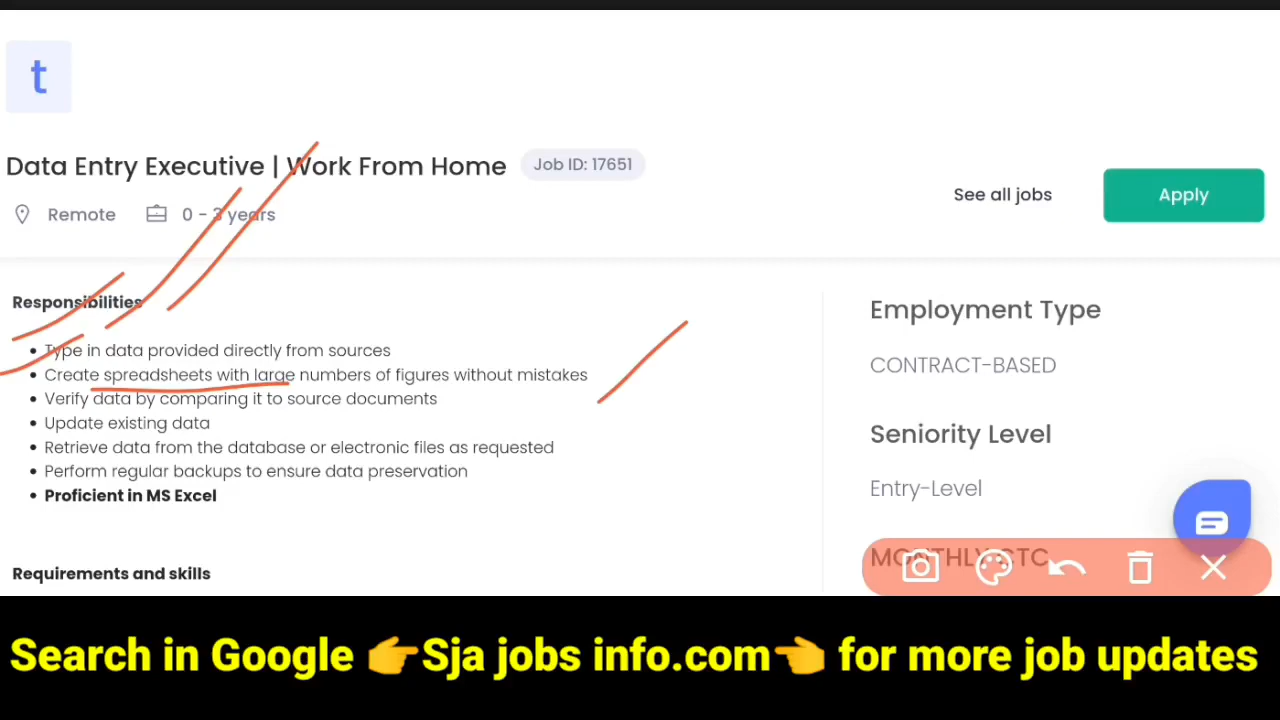 t
Data Entry Executive | Work From Home Job ID: 17651
Remote 0 - 3 years
See all jobs
Apply
Responsibilities
Type in data provided directly from sources
Create spreadsheets with large numbers of figures without mistakes
Verify data by comparing it to source documents
Update existing data
Retrieve data from the database or electronic files as requested
Perform regular backups to ensure data preservation
Proficient in MS Excel
Requirements and skills
Employment Type
CONTRACT-BASED
Seniority Level
Entry-Level
MONTHLY CTC
Search in Google 👉Sja jobs info.com👈 for more job updates